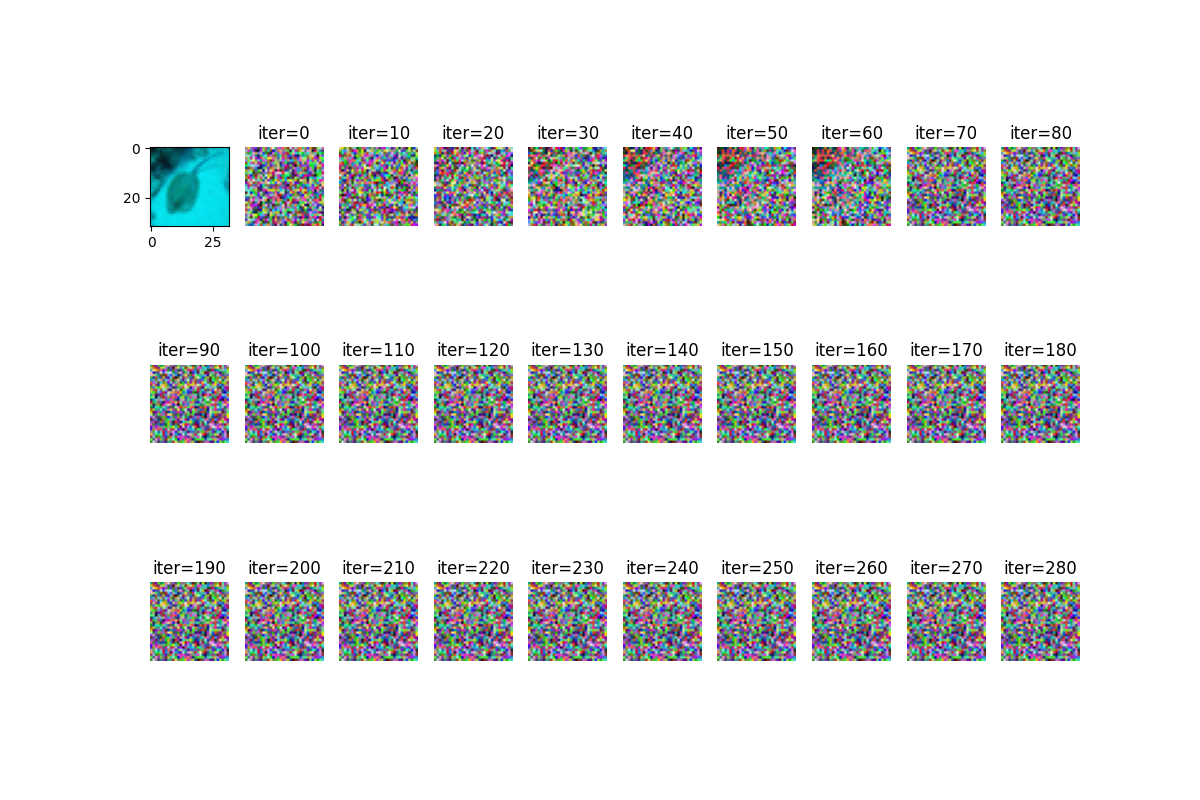 iter=0 iter=10 iter=20 iter=30 iter=40 iter=50 iter=60 iter=70 iter=80
0
20
0 25
iter=90 iter=100 iter=110 iter=120 iter=130 iter=140 iter=150 iter=160 iter=170 iter=180
iter=190 iter=200 iter=210 iter=220 iter=230 iter=240 iter=250 iter=260 iter=270 iter=280